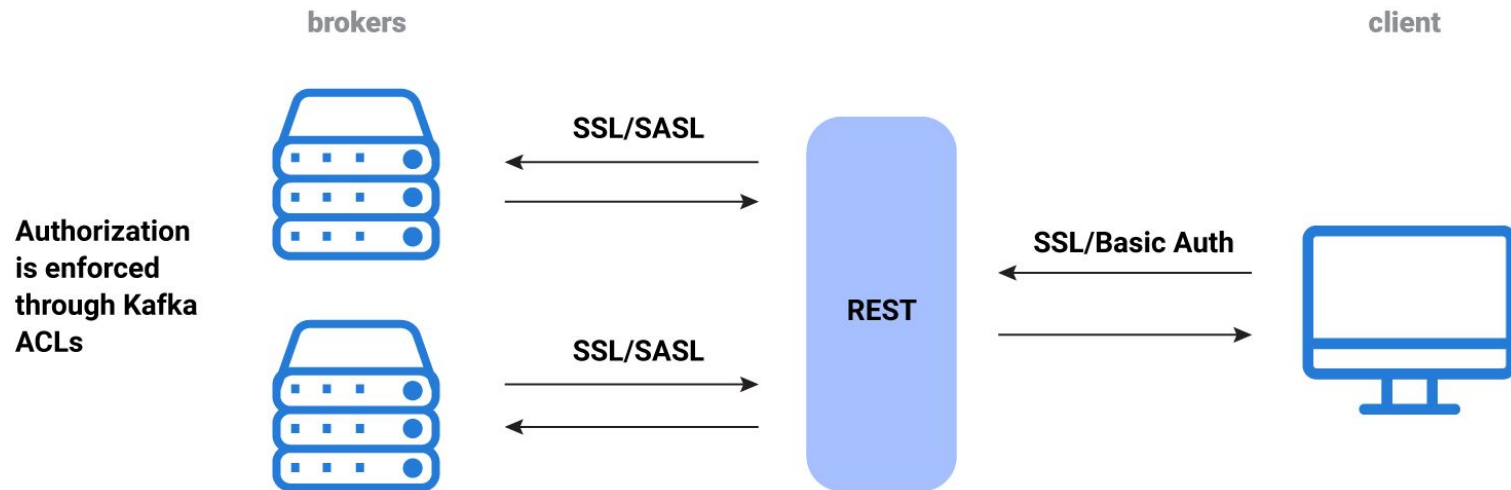 brokers
client
SSL/SASL
Authorization
is enforced
through Kafka
ACLs
SSL/Basic Auth
REST
SSL/SASL